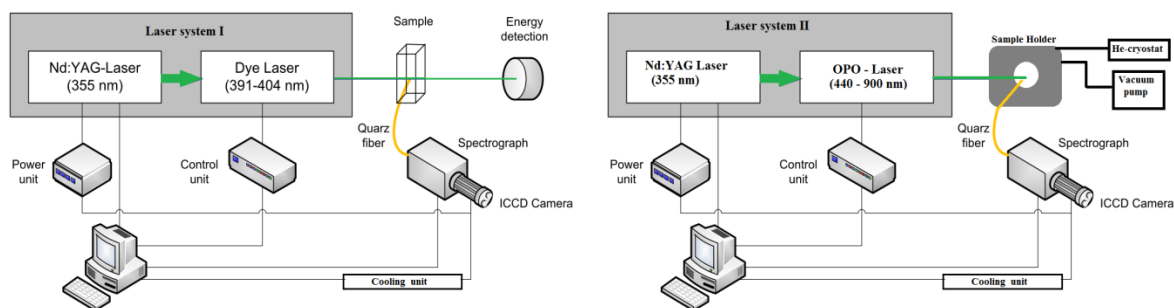 Laser system I
Nd:YAG-Laser
(355 nm)
Dye Laser
(391-404 nm)
Sample
Energy
detection
Quarz
fiber
Spectrograph
Power
unit
Control
unit
ICCD Camera
Cooling unit
Laser system II
Nd:YAG Laser
(355 nm)
OPO - Laser
(440 - 900 nm)
Sample Holder
He-cryostat
Vacuum
pump
Quarz
fiber
Spectrograph
Power
unit
Control
unit
ICCD Camera
Cooling unit